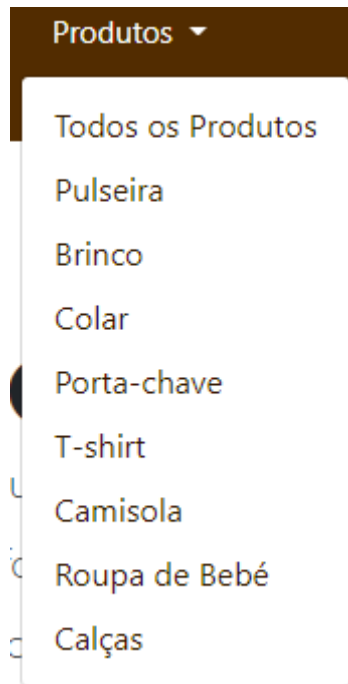 Produtos
Todos os Produtos
Pulseira
Brinco
Colar
Porta-chave
T-shirt
Camisola
Roupa de Bebé
Calças